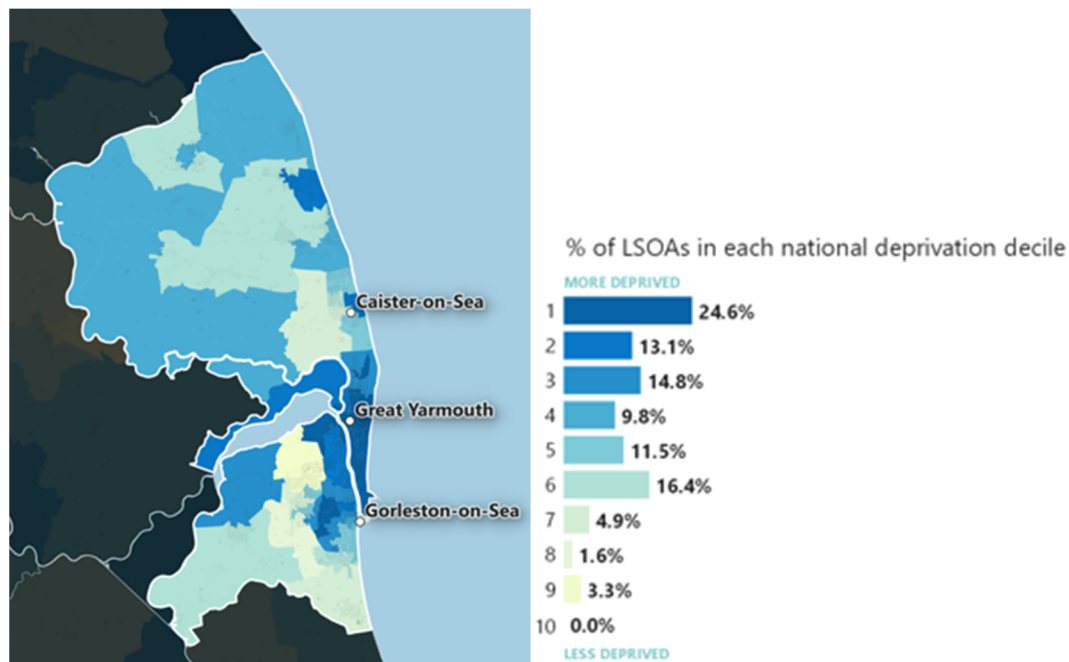 Caister-on-Sea
Great Yarmouth
Gorleston-on-Sea
% of LSOAs in each national deprivation decile
MORE DEPRIVED
1 24.6%
2 13.1%
3 14.8%
4 9.8%
5 11.5%
6 16.4%
7 4.9%
8 1.6%
9 3.3%
10 0.0%
LESS DEPRIVED